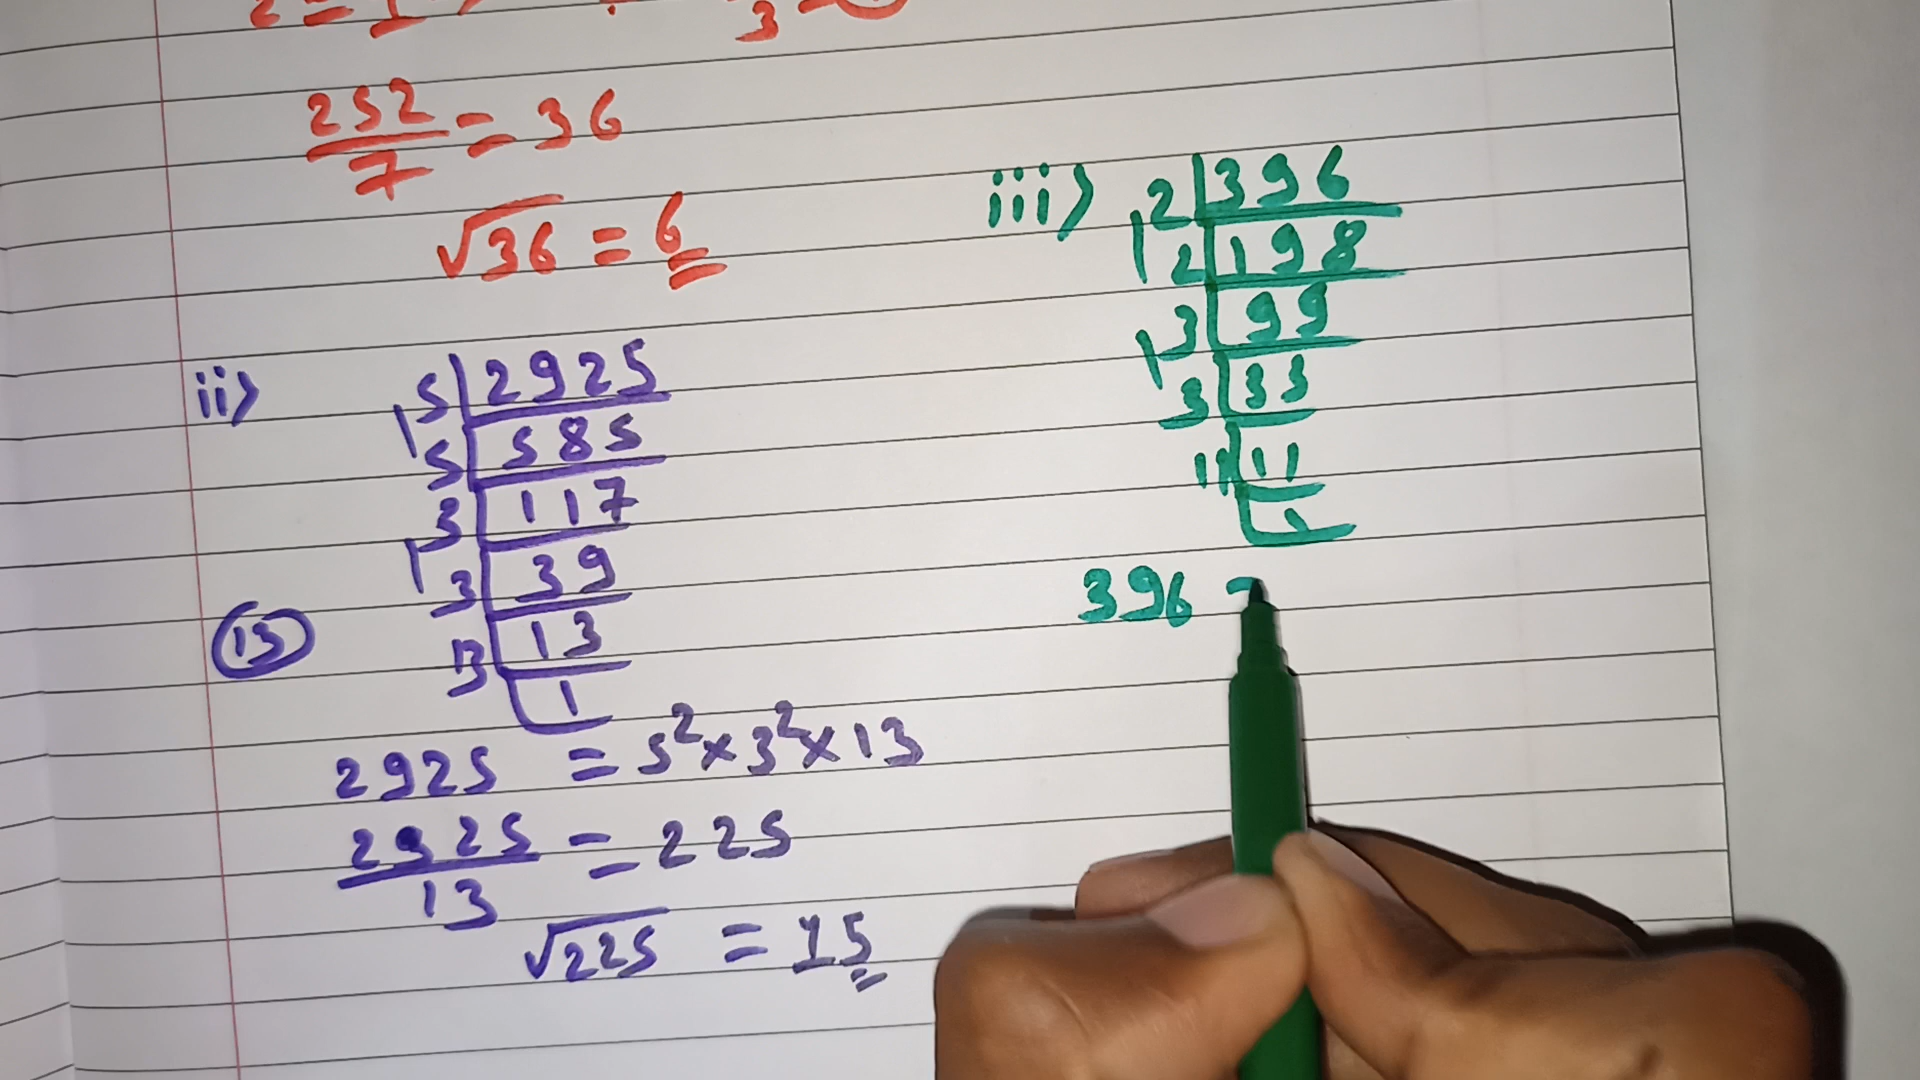 252/7 = 36
√36 = 6
ii) 5|2925
5|585
3|117
3|39
13|13
1
13
2925 = 5²×3²×13
2925/13 = 225
√225 = 15
iii) 2|396
2|198
3|99
3|33
11|11
1
396 =